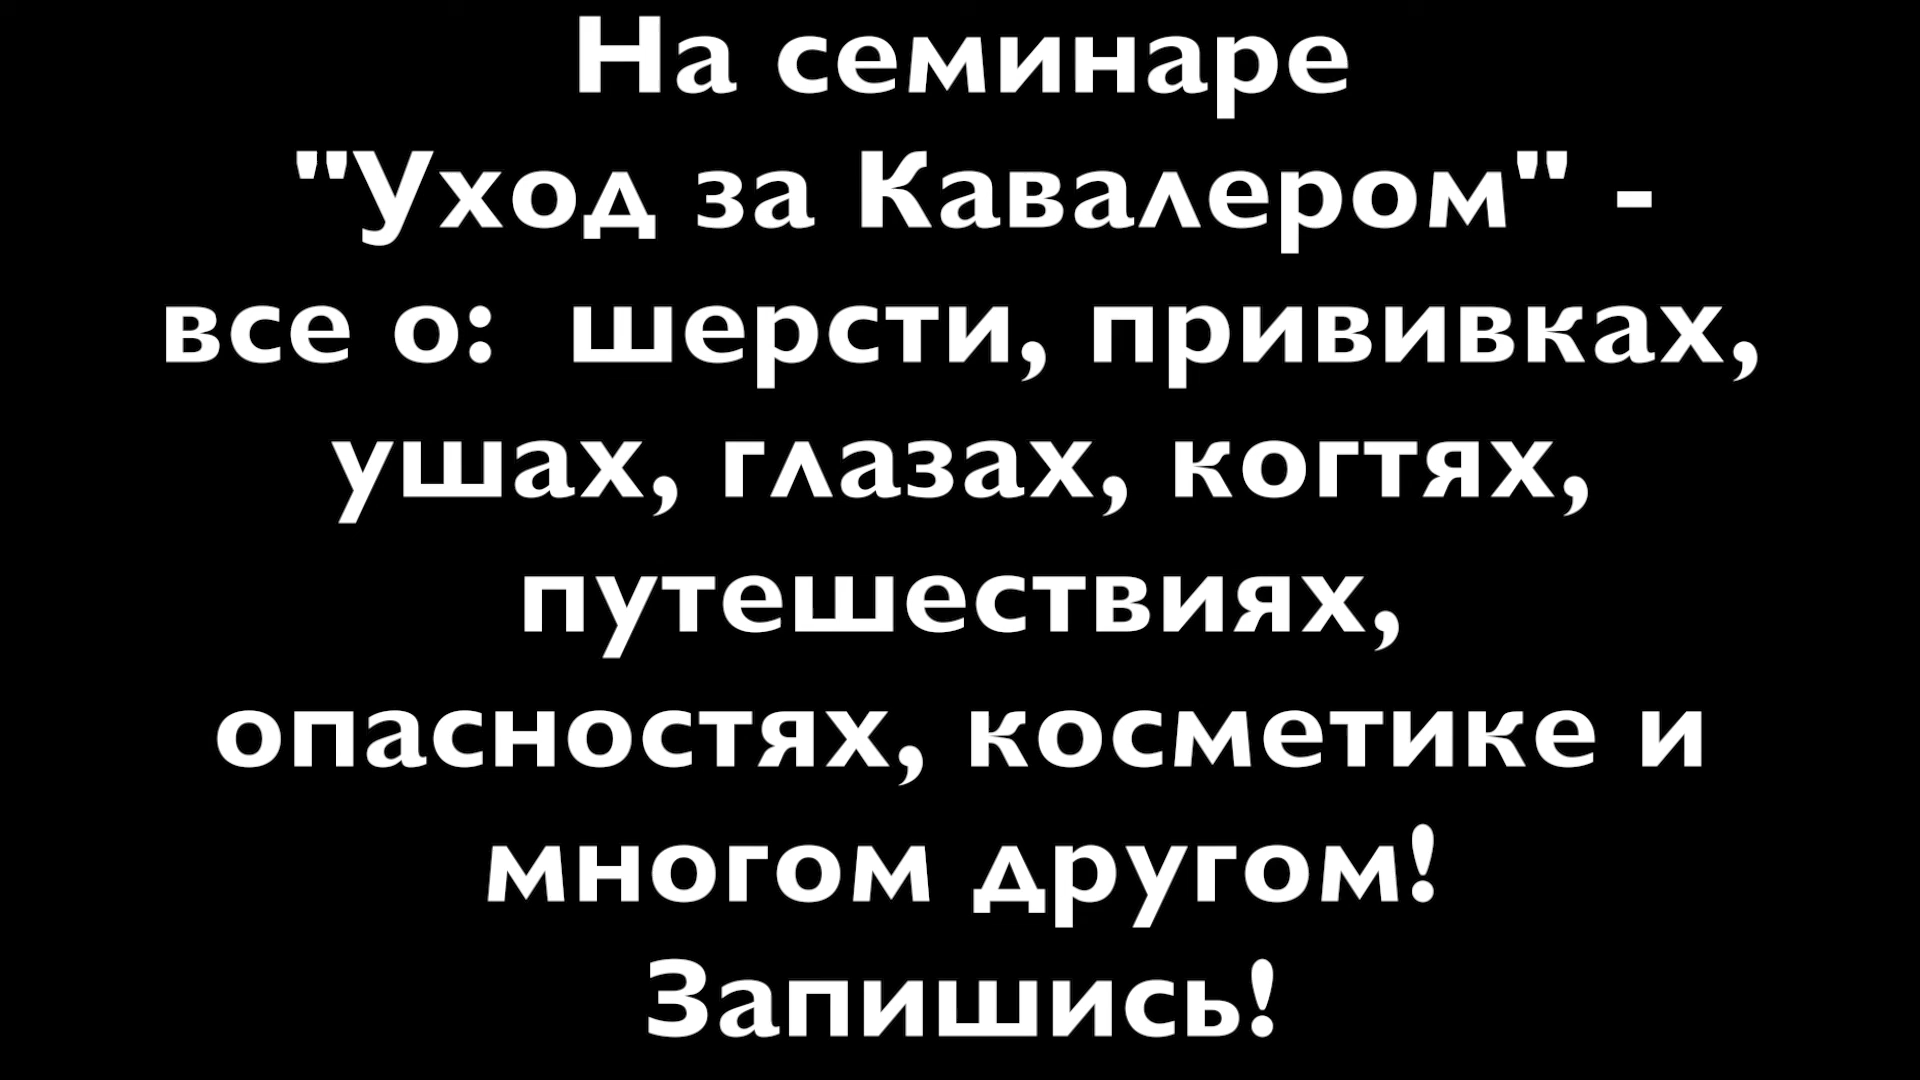 На семинаре
"Уход за Кавалером" -
все о:  шерсти, прививках,
ушах, глазах, когтях,
путешествиях,
опасностях, косметике и
многом другом!
Запишись!